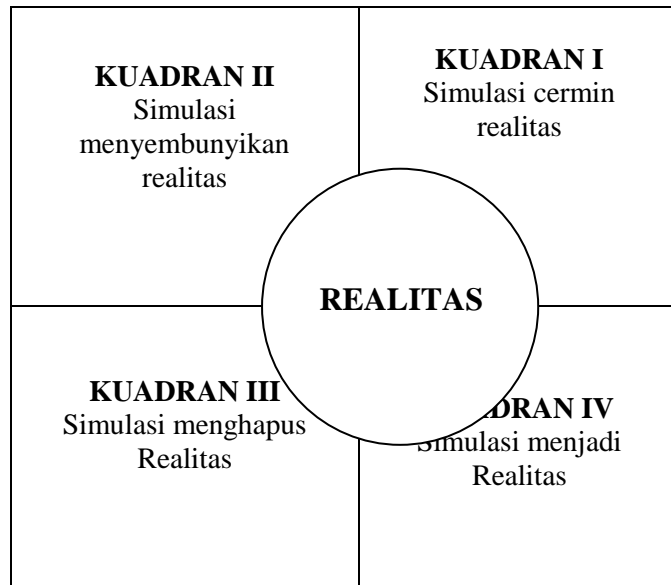 KUADRAN II
Simulasi
menyembunyikan
realitas
KUADRAN I
Simulasi cermin
realitas
REALITAS
KUADRAN III
Simulasi menghapus
Realitas
DRAN IV
Simulasi menjadi
Realitas